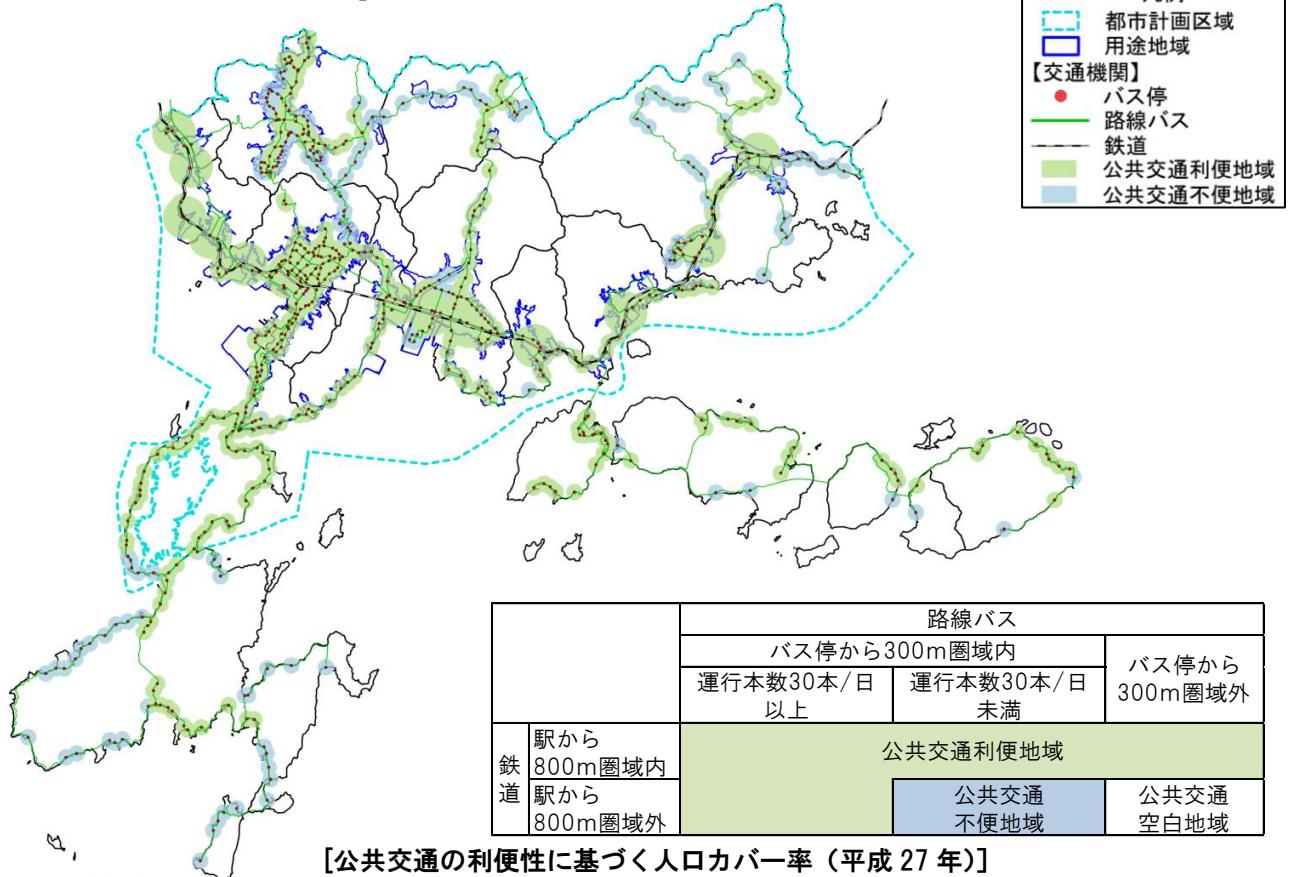 都市計画区域
用途地域
【交通機関】
バス停
路線バス
鉄道
公共交通利便地域
公共交通不便地域
路線バス
バス停から300m圏域内
バス停から
300m圏域外
運行本数30本/日
以上
運行本数30本/日
未満
鉄道
駅から
800m圏域内
公共交通利便地域
駅から
800m圏域外
公共交通
不便地域
公共交通
空白地域
[公共交通の利便性に基づく人口カバー率（平成 27 年）]